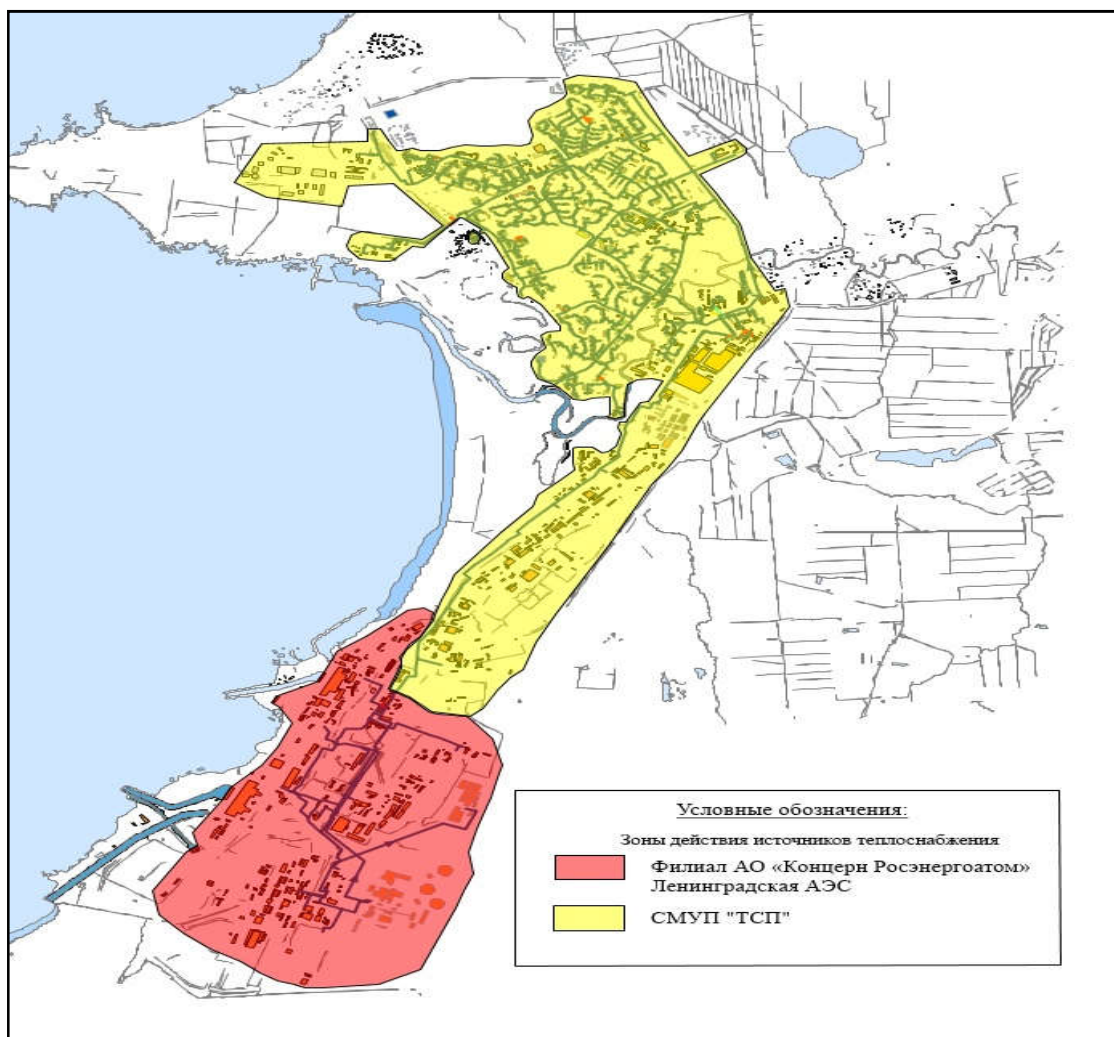 Условные обозначения:
Зоны действия источников теплоснабжения
Филиал АО «Концерн Росэнергоатом»
Ленинградская АЭС
СМУП "ТСП"